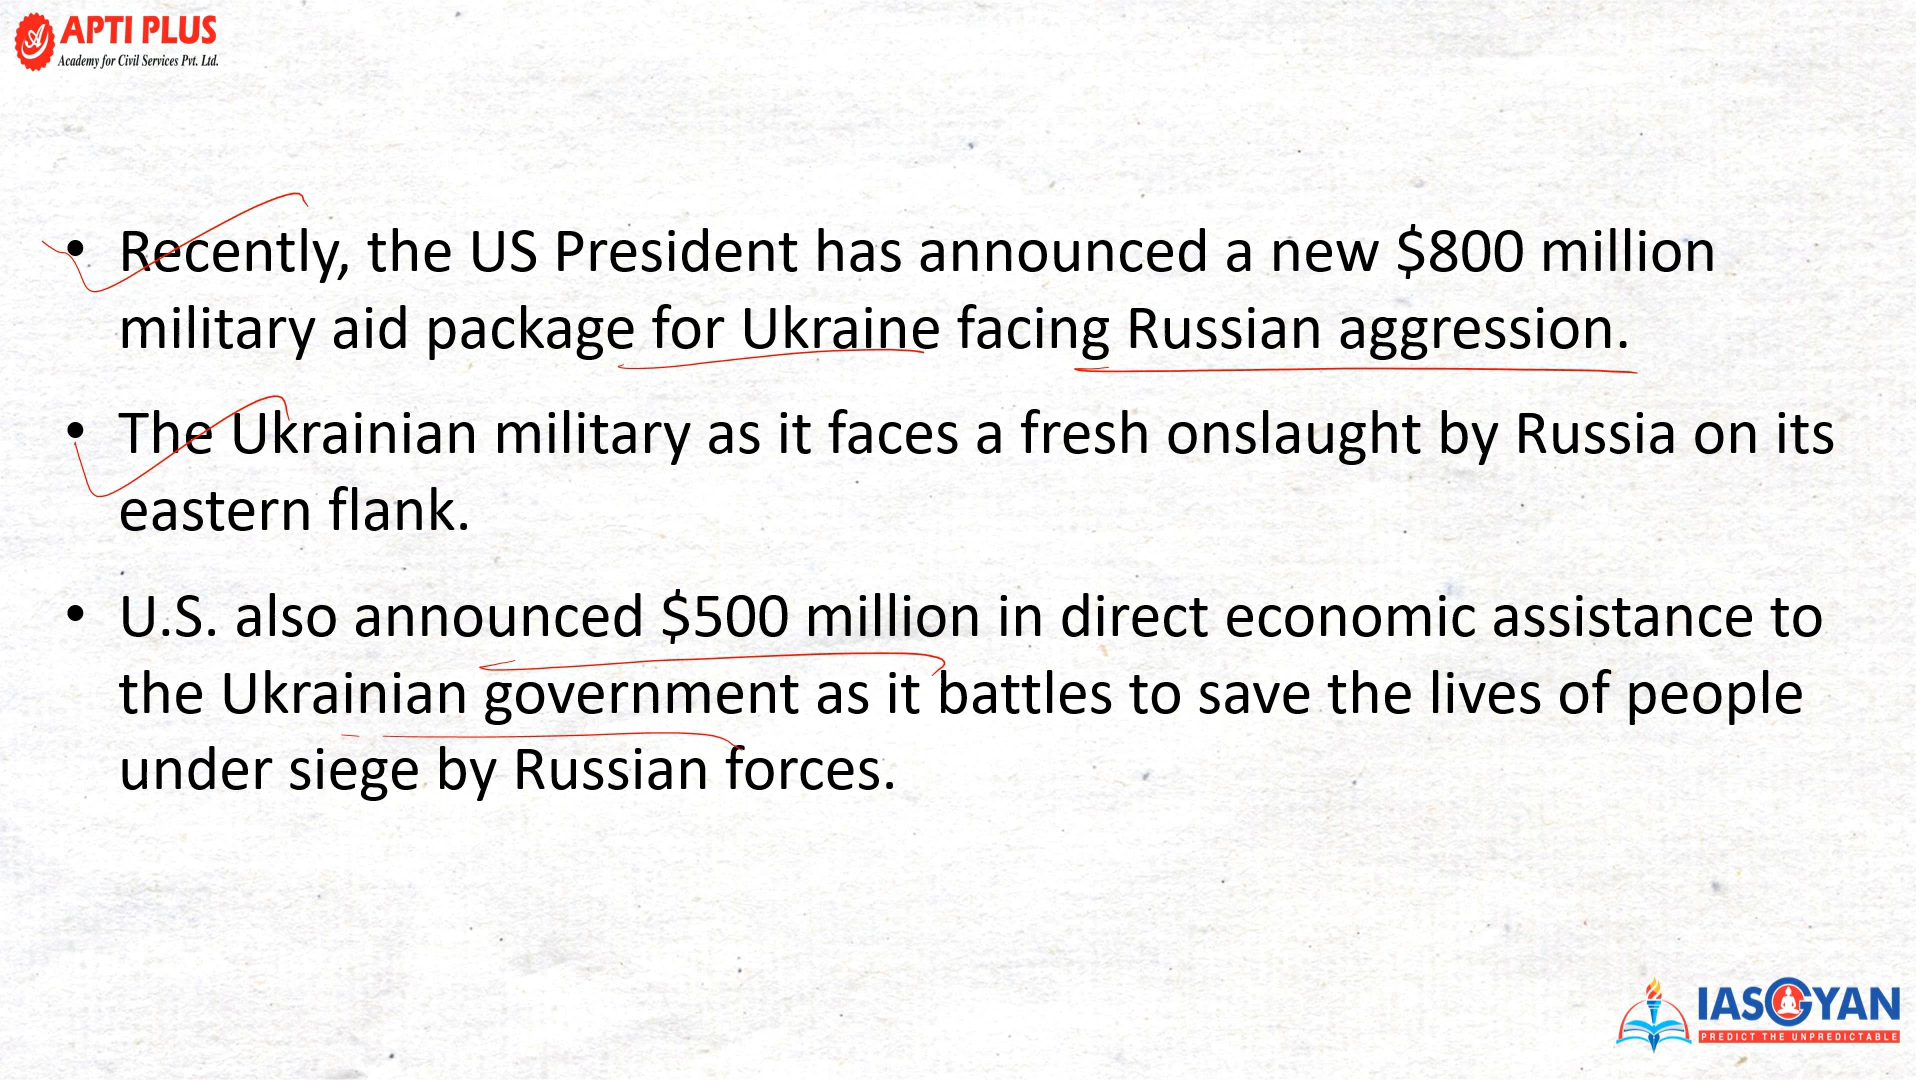 APTI PLUS
Academy for Civil Services Pvt. Ltd.
• Recently, the US President has announced a new $800 million
military aid package for Ukraine facing Russian aggression.
• The Ukrainian military as it faces a fresh onslaught by Russia on its
eastern flank.
• U.S. also announced $500 million in direct economic assistance to
the Ukrainian government as it battles to save the lives of people
under siege by Russian forces.
IASGYAN
PREDICT THE UNPREDICTABLE